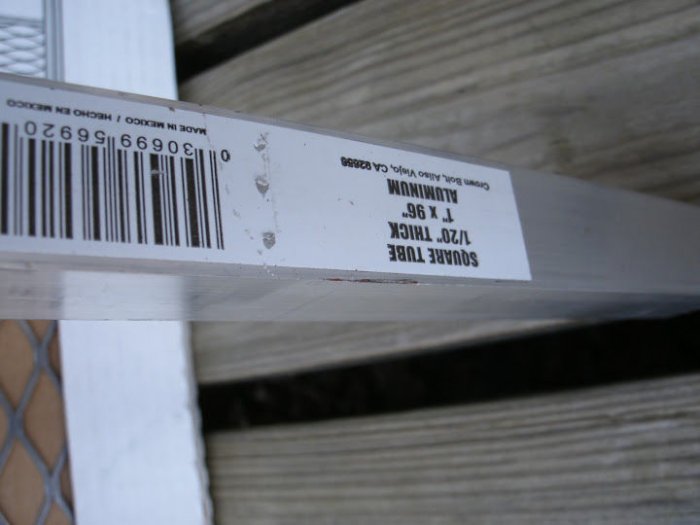 SQUARE TUBE
1/20" THICK
1" X 96"
ALUMINUM
Crown Bolt, Aliso Viejo, CA 92656
0 30699 56920
MADE IN MEXICO / HECHO EN MEXICO